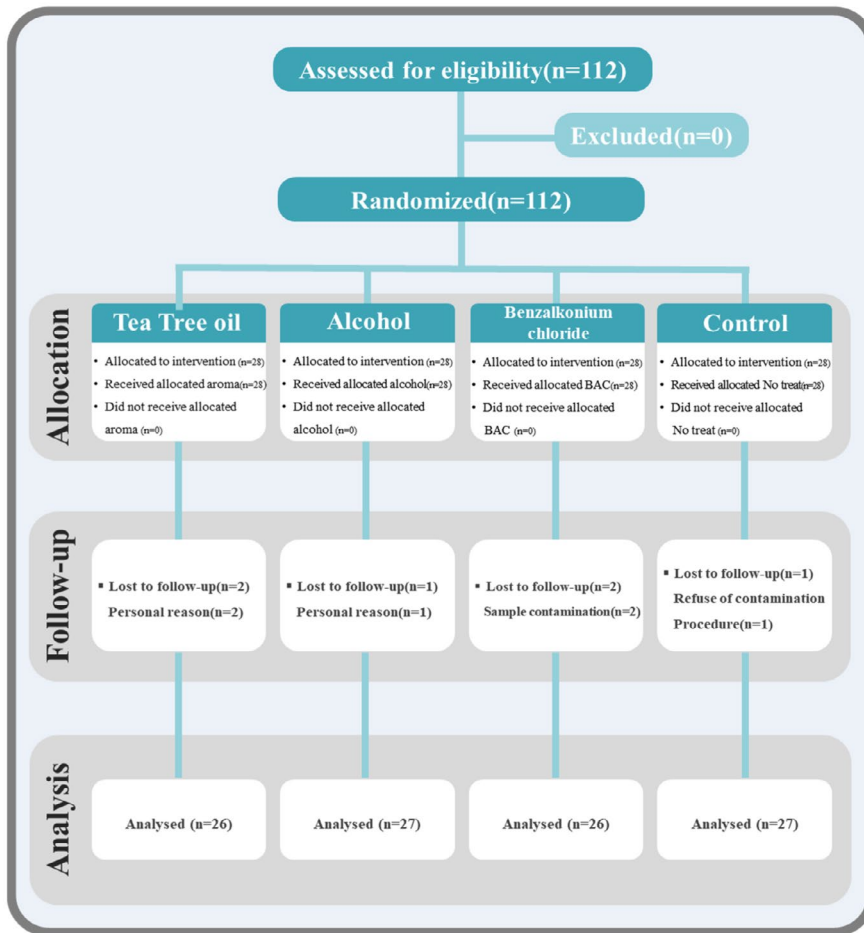 Assessed for eligibility(n=112)
Excluded(n=0)
Randomized(n=112)
Allocation
Tea Tree oil
• Allocated to intervention (n=28)
• Received allocated aroma(n=28)
• Did not receive allocated
aroma (n=0)
Alcohol
• Allocated to intervention (n=28)
• Received allocated alcohol(n=28)
• Did not receive allocated
alcohol (n=0)
Benzalkonium
chloride
• Allocated to intervention (n=28)
• Received allocated BAC(n=28)
• Did not receive allocated
BAC (n=0)
Control
• Allocated to intervention (n=28)
• Received allocated No treat(n=28)
• Did not receive allocated
No treat (n=0)
Follow-up
▪ Lost to follow-up(n=2)
Personal reason(n=2)
▪ Lost to follow-up(n=1)
Personal reason(n=1)
▪ Lost to follow-up(n=2)
Sample contamination(n=2)
▪ Lost to follow-up(n=1)
Refuse of contamination
Procedure(n=1)
Analysis
Analysed (n=26)
Analysed (n=27)
Analysed (n=26)
Analysed (n=27)